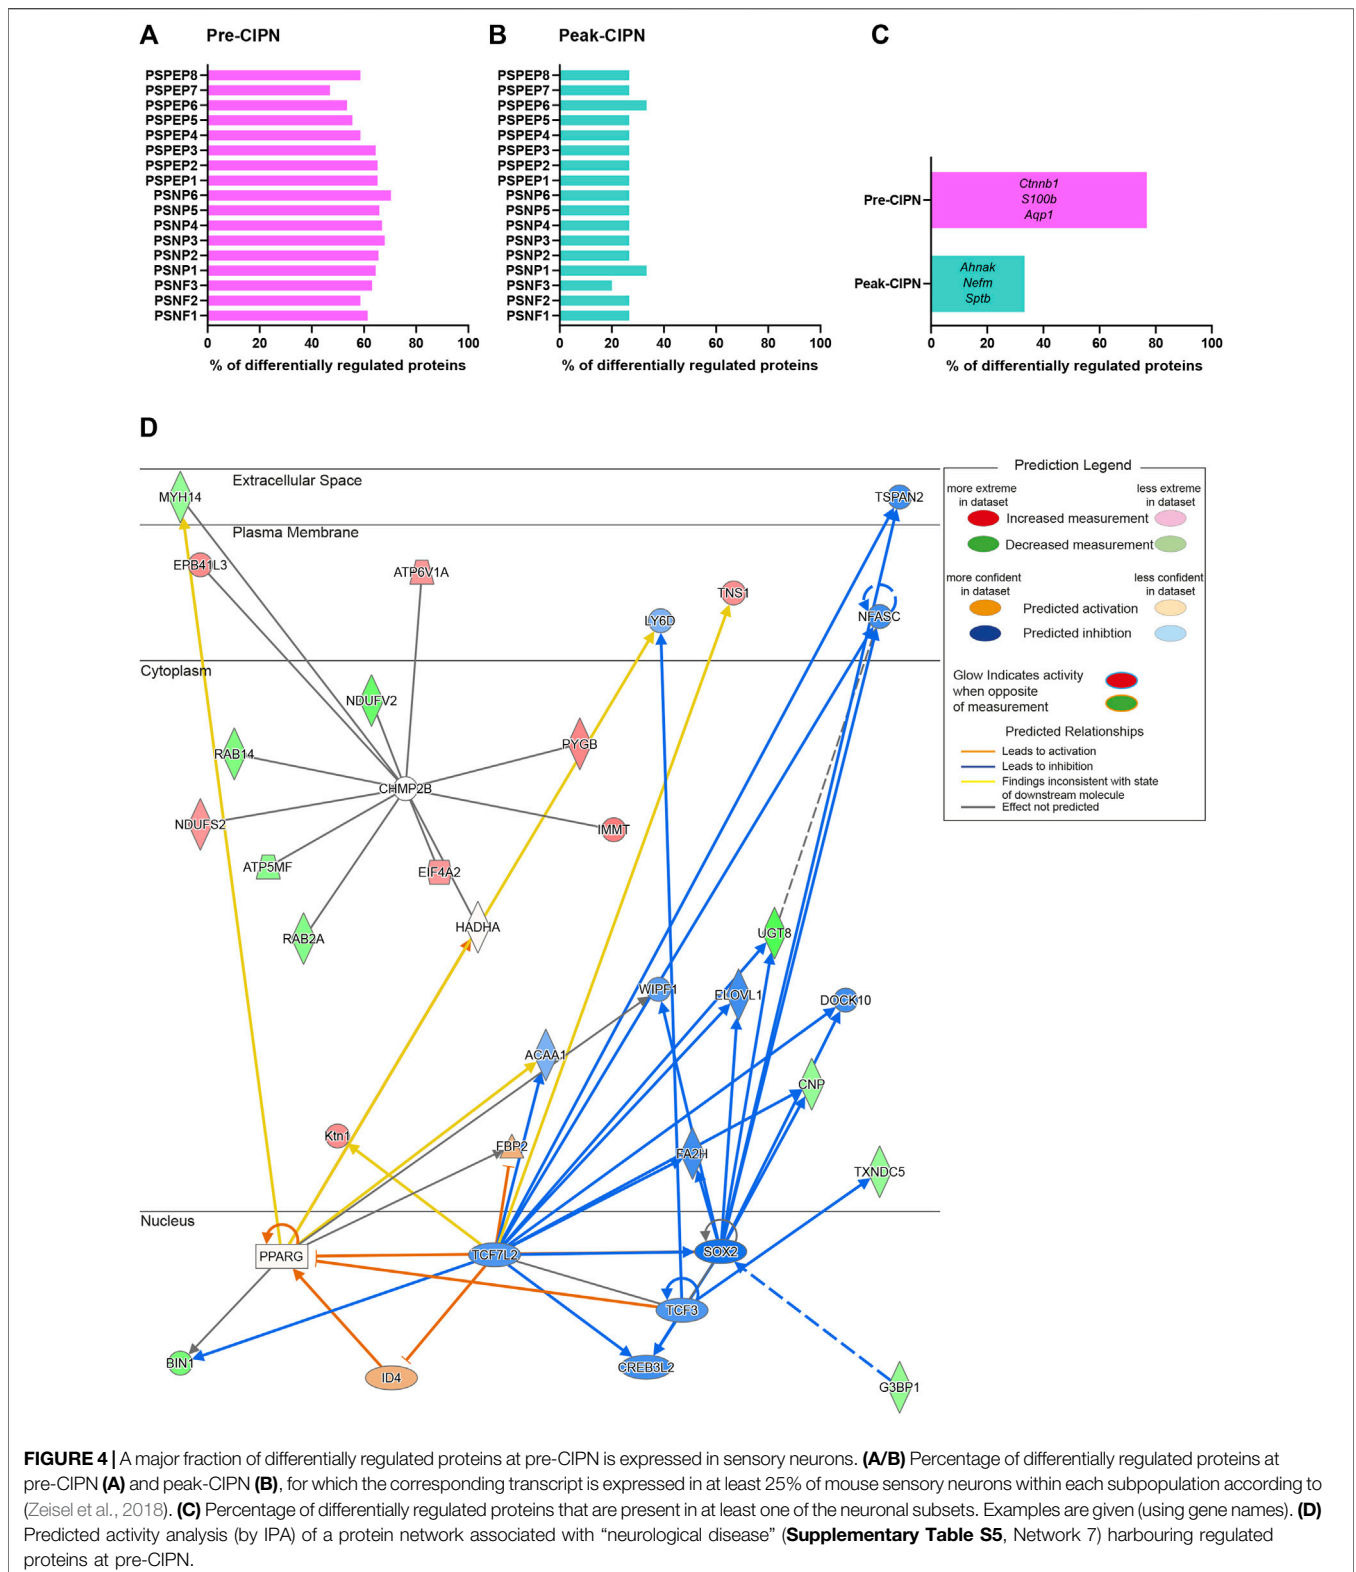 A Pre-CIPN
PSPEP8
PSPEP7
PSPEP6
PSPEP5
PSPEP4
PSPEP3
PSPEP2
PSPEP1
PSNP6
PSNP5
PSNP4
PSNP3
PSNP2
PSNP1
PSNF3
PSNF2
PSNF1
0 20 40 60 80 100
% of differentially regulated proteins
B Peak-CIPN
PSPEP8
PSPEP7
PSPEP6
PSPEP5
PSPEP4
PSPEP3
PSPEP2
PSPEP1
PSNP6
PSNP5
PSNP4
PSNP3
PSNP2
PSNP1
PSNF3
PSNF2
PSNF1
0 20 40 60 80 100
% of differentially regulated proteins
C
Pre-CIPN
Ctnnb1
S100b
Aqp1
Peak-CIPN
Ahnak
Nefm
Sptb
0 20 40 60 80 100
% of differentially regulated proteins
D
Extracellular Space
MYH14
TSPAN2
Plasma Membrane
EPB41L3
ATP6V1A
TNS1
LY6D
NFASC
Cytoplasm
NDUFV2
RAB14
PYGB
CHMP2B
NDUFS2
IMMT
ATP5MF
EIF4A2
HADHA
RAB2A
UGT8
WIPF1
ELOVL1
DOCK10
ACAA1
CNP
Ktn1
FBP2
FA2H
TXNDC5
Nucleus
PPARG
TCF7L2
SOX2
TCF3
BIN1
ID4
CREB3L2
G3BP1
Prediction Legend
more extreme
in dataset
less extreme
in dataset
Increased measurement
Decreased measurement
more confident
in dataset
less confident
in dataset
Predicted activation
Predicted inhibtion
Glow Indicates activity
when opposite
of measurement
Predicted Relationships
Leads to activation
Leads to inhibition
Findings inconsistent with state
of downstream molecule
Effect not predicted
FIGURE 4 | A major fraction of differentially regulated proteins at pre-CIPN is expressed in sensory neurons. (A/B) Percentage of differentially regulated proteins at
pre-CIPN (A) and peak-CIPN (B), for which the corresponding transcript is expressed in at least 25% of mouse sensory neurons within each subpopulation according to
(Zeisel et al., 2018). (C) Percentage of differentially regulated proteins that are present in at least one of the neuronal subsets. Examples are given (using gene names). (D)
Predicted activity analysis (by IPA) of a protein network associated with “neurological disease” (Supplementary Table S5, Network 7) harbouring regulated
proteins at pre-CIPN.